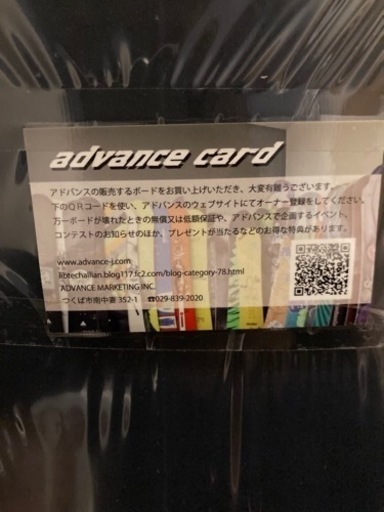 advance card
アドバンスの販売するボードをお買い上げいただき、大変有難うございます。
下のQRコードを使い、アドバンスのウェブサイトにてオーナー登録をしてください。
万一ボードが壊れたときの無償又は低額保証や、アドバンスで企画するイベント、
コンテストのお知らせのほか、プレゼントが当たるなどのお得な特典があります。
www.advance-j.com
libtechallian.blog117.fc2.com/blog-category-78.html
ADVANCE MARKETING INC.
つくば市南中妻 352-1 ☎029-839-2020